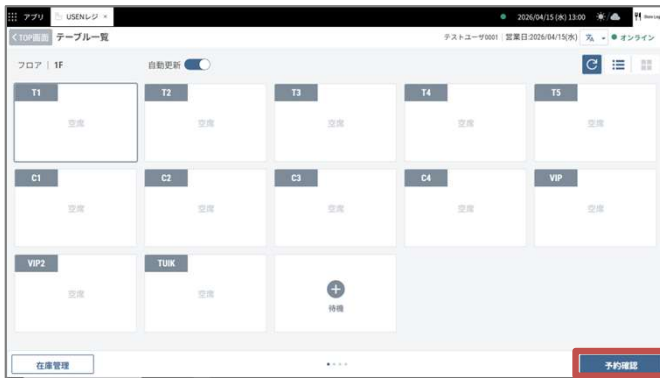 アプリ USENレジ × 2026/04/15 (水) 13:00
TOP画面 テーブル一覧 テストユーザ0001 営業日:2026/04/15(水) オンライン
フロア | 1F 自動更新
T1 T2 T3 T4 T5
空席 空席 空席 空席 空席
C1 C2 C3 C4 VIP
空席 空席 空席 空席 空席
VIP2 TUIK
空席 空席 待機
在庫管理 予約確認